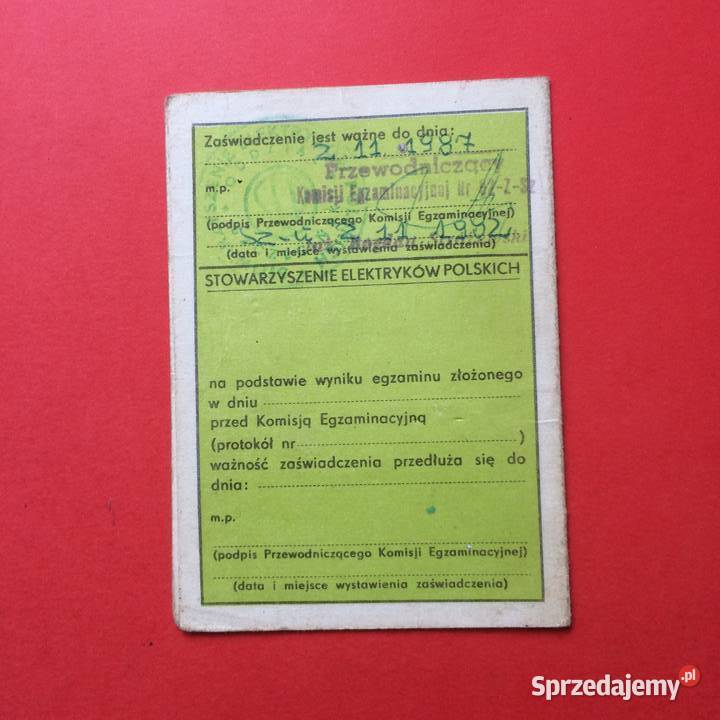 Zaświadczenie jest ważne do dnia:
2 11 1987
Przewodniczący
m.p.
Komisji Egzaminacyjnej Nr
(podpis Przewodniczącego Komisji Egzaminacyjnej)
2 11 1982
(data i miejsce wystawienia zaświadczenia)
STOWARZYSZENIE ELEKTRYKÓW POLSKICH
na podstawie wyniku egzaminu złożonego
w dniu
przed Komisją Egzaminacyjną
(protokół nr )
ważność zaświadczenia przedłuża się do
dnia:
m.p.
(podpis Przewodniczącego Komisji Egzaminacyjnej)
(data i miejsce wystawienia zaświadczenia)
Sprzedajemy.pl